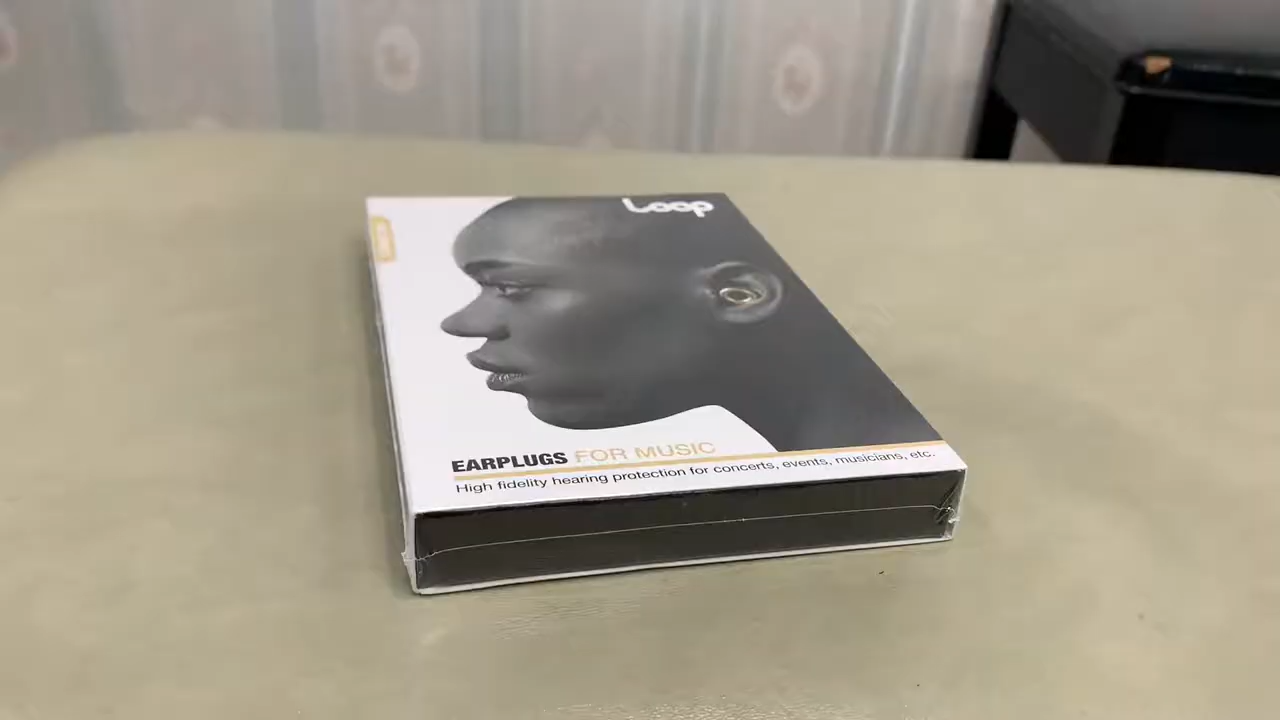 Loop
EARPLUGS FOR MUSIC
High fidelity hearing protection for concerts, events, musicians, etc.